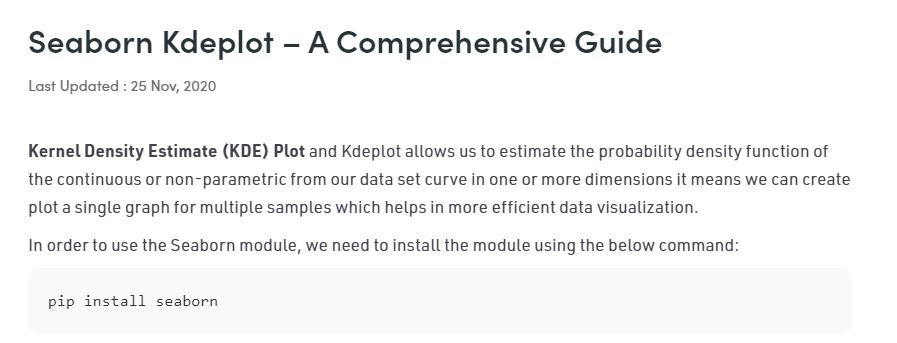 Seaborn Kdeplot – A Comprehensive Guide
Last Updated : 25 Nov, 2020
Kernel Density Estimate (KDE) Plot and Kdeplot allows us to estimate the probability density function of
the continuous or non-parametric from our data set curve in one or more dimensions it means we can create
plot a single graph for multiple samples which helps in more efficient data visualization.
In order to use the Seaborn module, we need to install the module using the below command:
pip install seaborn